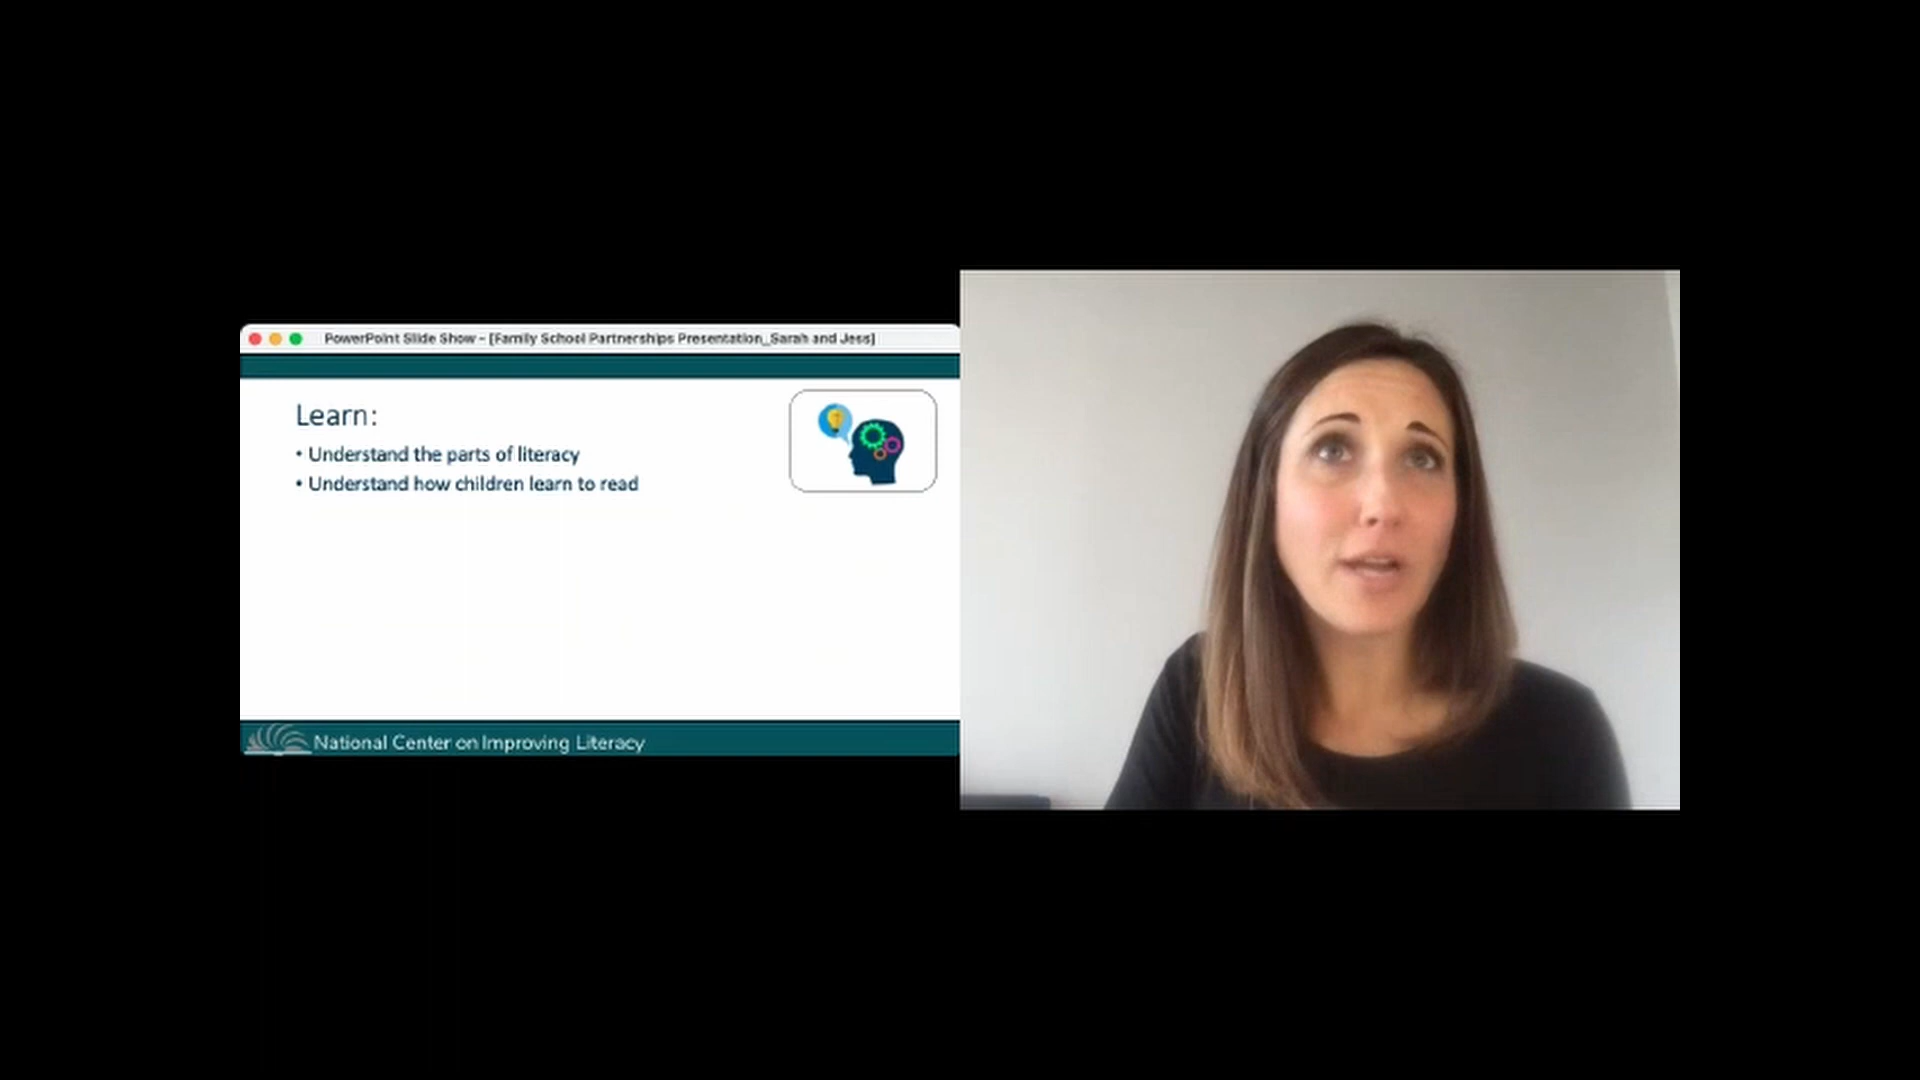 PowerPoint Slide Show - [Family School Partnerships Presentation_Sarah and Jess]
Learn:
• Understand the parts of literacy
• Understand how children learn to read
National Center on Improving Literacy